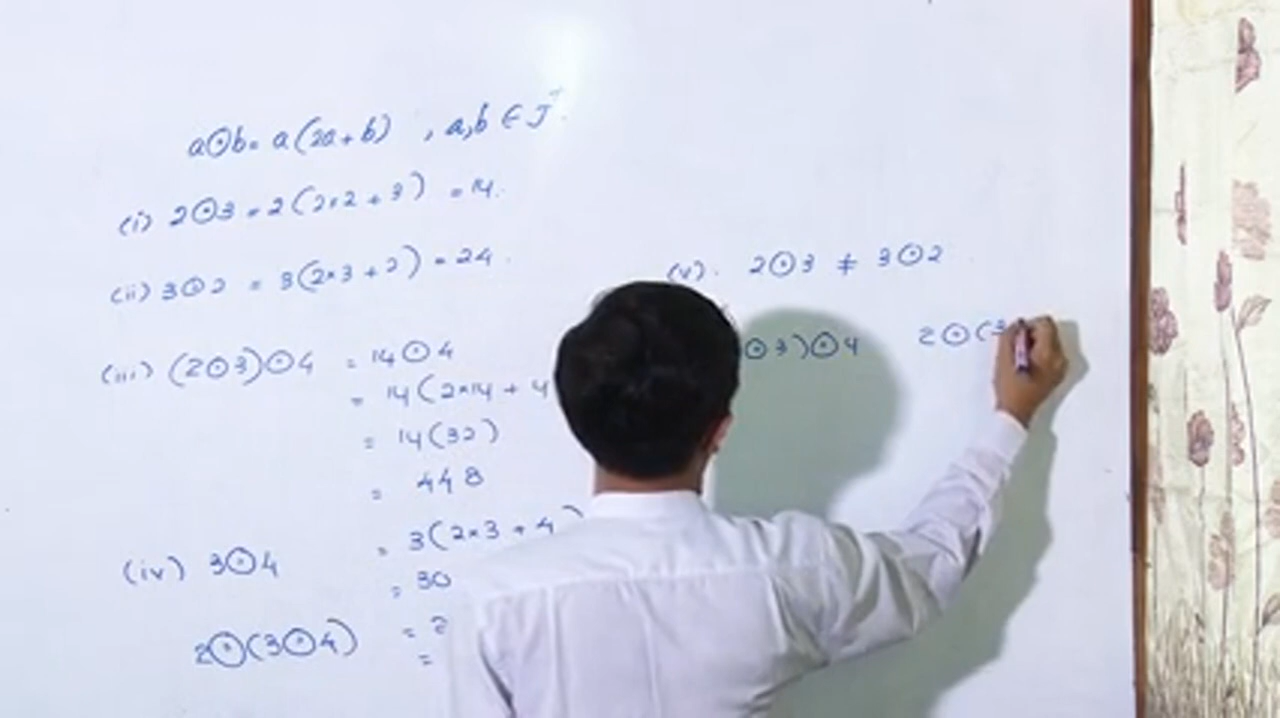 a⊙b = a(2a + b) , a,b ∈ J⁺.
(i) 2⊙3 = 2(2×2 + 3) = 14.
(ii) 3⊙2 = 3(2×3 + 2) = 24.
(iii) (2⊙3)⊙4 = 14⊙4
= 14(2×14 + 4
= 14(32)
= 448
(iv) 3⊙4 = 3(2×3 + 4)
= 30
2⊙(3⊙4) = 2
=
(v). 2⊙3 ≠ 3⊙2
⊙3)⊙4 2⊙(3